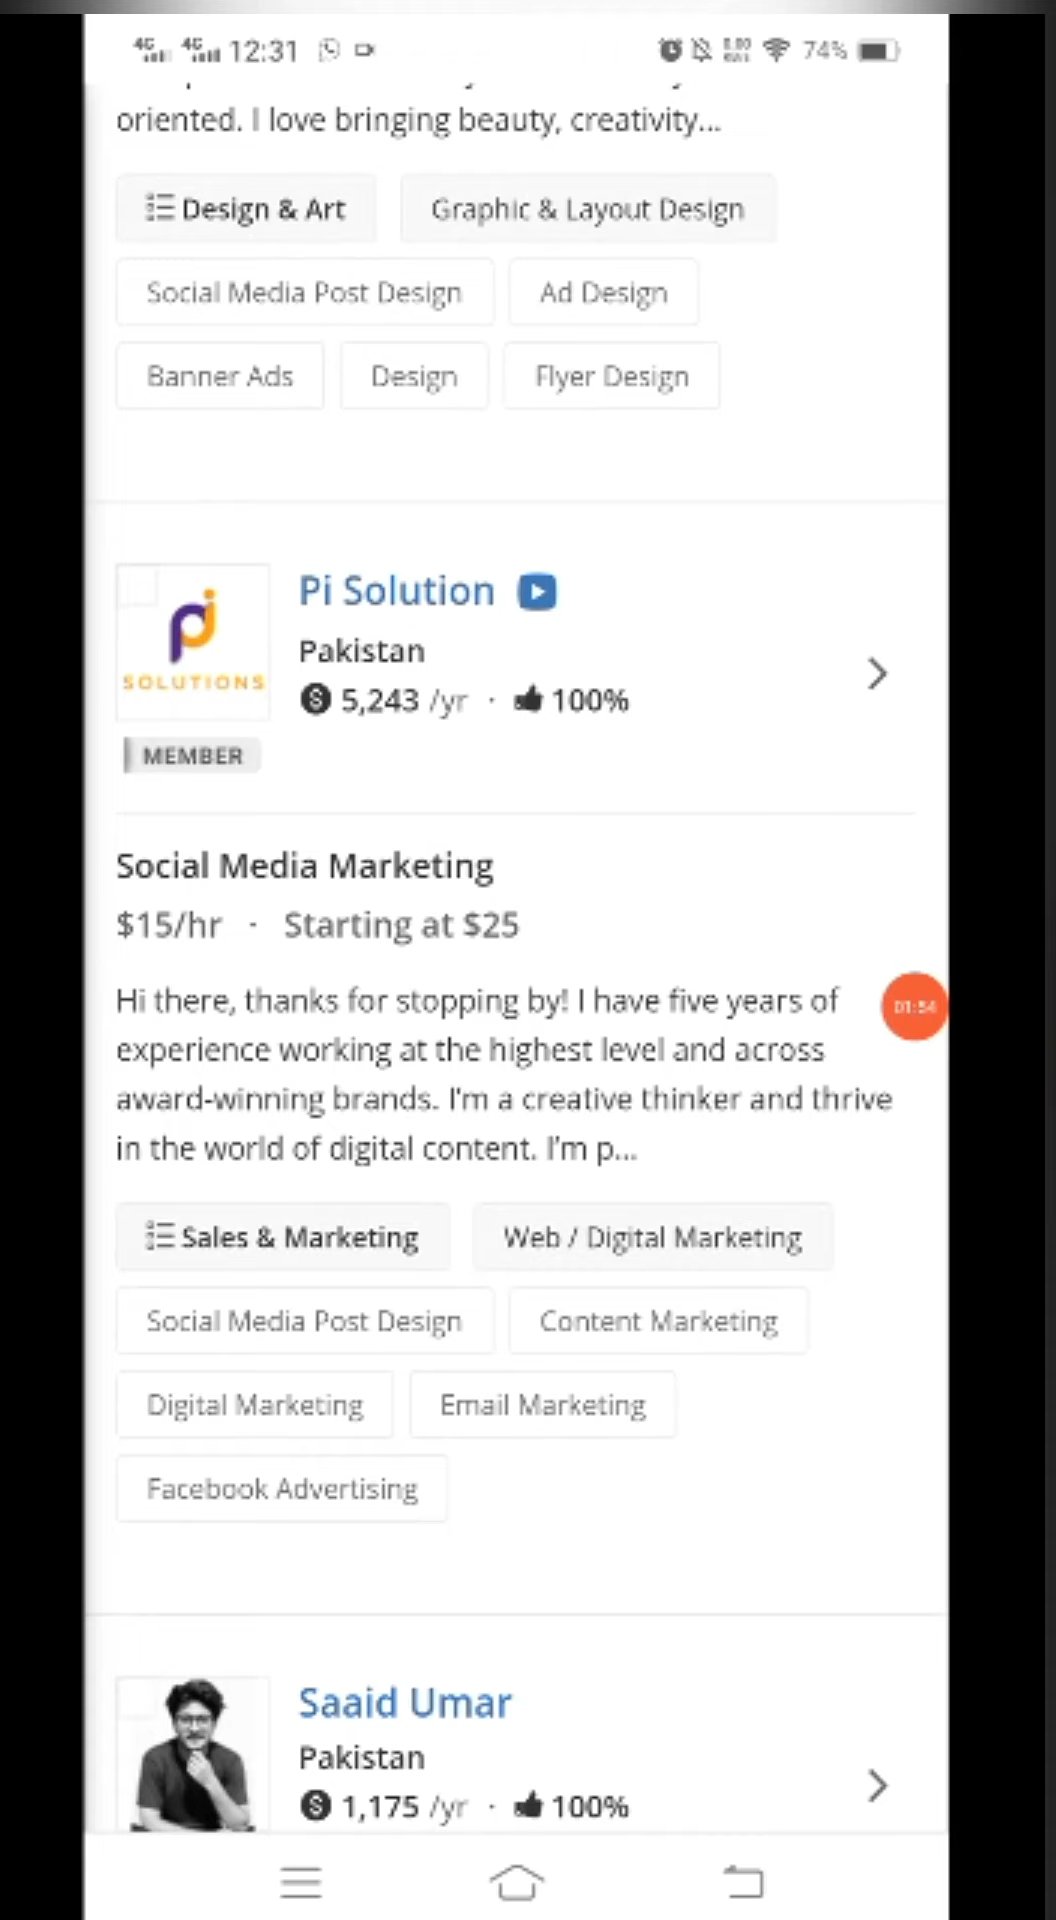 4G 4G 12:31 74%
oriented. I love bringing beauty, creativity...
Design & Art Graphic & Layout Design
Social Media Post Design Ad Design
Banner Ads Design Flyer Design
Pi Solution
pi
SOLUTIONS
Pakistan
5,243 /yr · 100%
MEMBER
Social Media Marketing
$15/hr · Starting at $25
Hi there, thanks for stopping by! I have five years of
01:54
experience working at the highest level and across
award-winning brands. I'm a creative thinker and thrive
in the world of digital content. I'm p...
Sales & Marketing Web / Digital Marketing
Social Media Post Design Content Marketing
Digital Marketing Email Marketing
Facebook Advertising
Saaid Umar
Pakistan
1,175 /yr · 100%